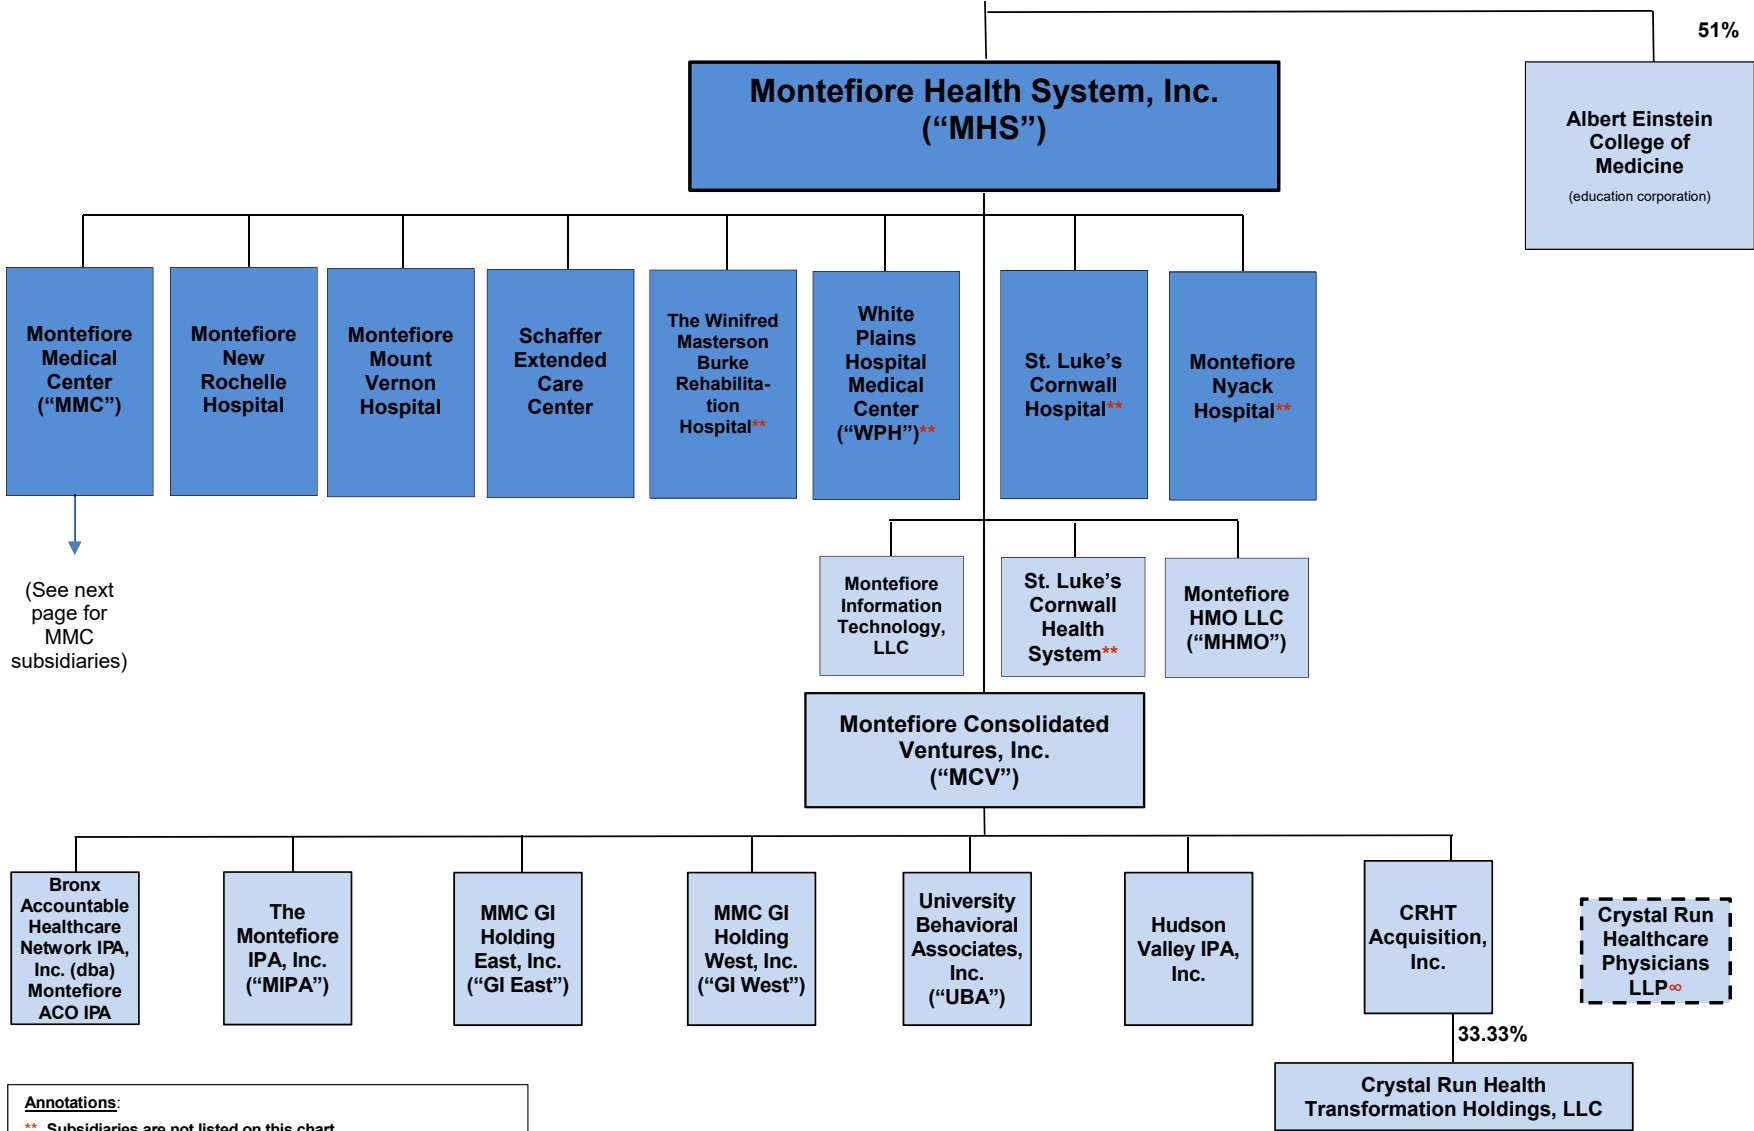 51%
Montefiore Health System, Inc.
(“MHS”)
Albert Einstein
College of
Medicine
(education corporation)
Montefiore
Medical
Center
(“MMC”)
Montefiore
New
Rochelle
Hospital
Montefiore
Mount
Vernon
Hospital
Schaffer
Extended
Care
Center
The Winifred
Masterson
Burke
Rehabilita-
tion
Hospital**
White
Plains
Hospital
Medical
Center
(“WPH”)**
St. Luke’s
Cornwall
Hospital**
Montefiore
Nyack
Hospital**
(See next
page for
MMC
subsidiaries)
Montefiore
Information
Technology,
LLC
St. Luke’s
Cornwall
Health
System**
Montefiore
HMO LLC
(“MHMO”)
Montefiore Consolidated
Ventures, Inc.
(“MCV”)
Bronx
Accountable
Healthcare
Network IPA,
Inc. (dba)
Montefiore
ACO IPA
The
Montefiore
IPA, Inc.
(“MIPA”)
MMC GI
Holding
East, Inc.
(“GI East”)
MMC GI
Holding
West, Inc.
(“GI West”)
University
Behavioral
Associates,
Inc.
(“UBA”)
Hudson
Valley IPA,
Inc.
CRHT
Acquisition,
Inc.
Crystal Run
Healthcare
Physicians
LLP∞
33.33%
Crystal Run Health
Transformation Holdings, LLC
Annotations:
** Subsidiaries are not listed on this chart